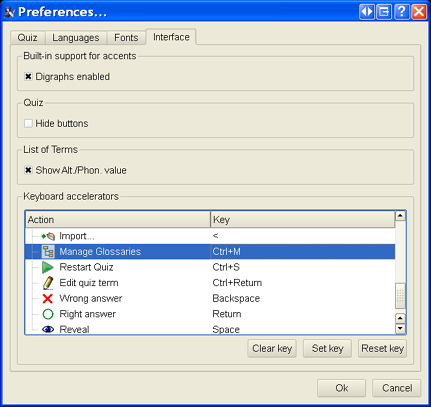 Preferences...
Quiz Languages Fonts Interface
Built-in support for accents
Digraphs enabled
Quiz
Hide buttons
List of Terms
Show Alt./Phon. value
Keyboard accelerators
Action Key
Import... <
Manage Glossaries Ctrl+M
Restart Quiz Ctrl+S
Edit quiz term Ctrl+Return
Wrong answer Backspace
Right answer Return
Reveal Space
Clear key Set key Reset key
Ok Cancel